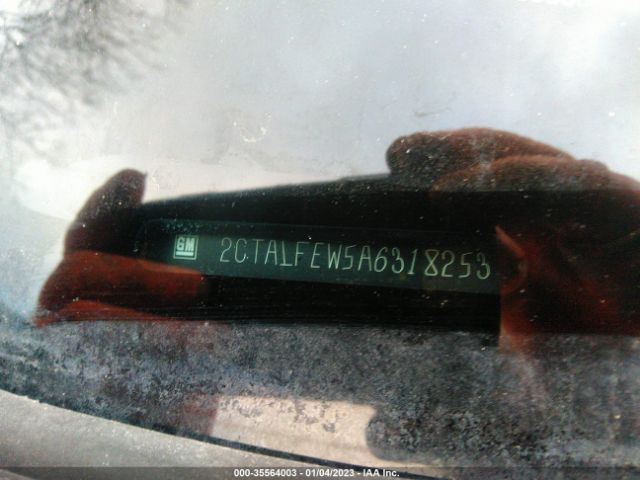 GM 2CTALFEW5A6318253
000-35564003 - 01/04/2023 - IAA Inc.